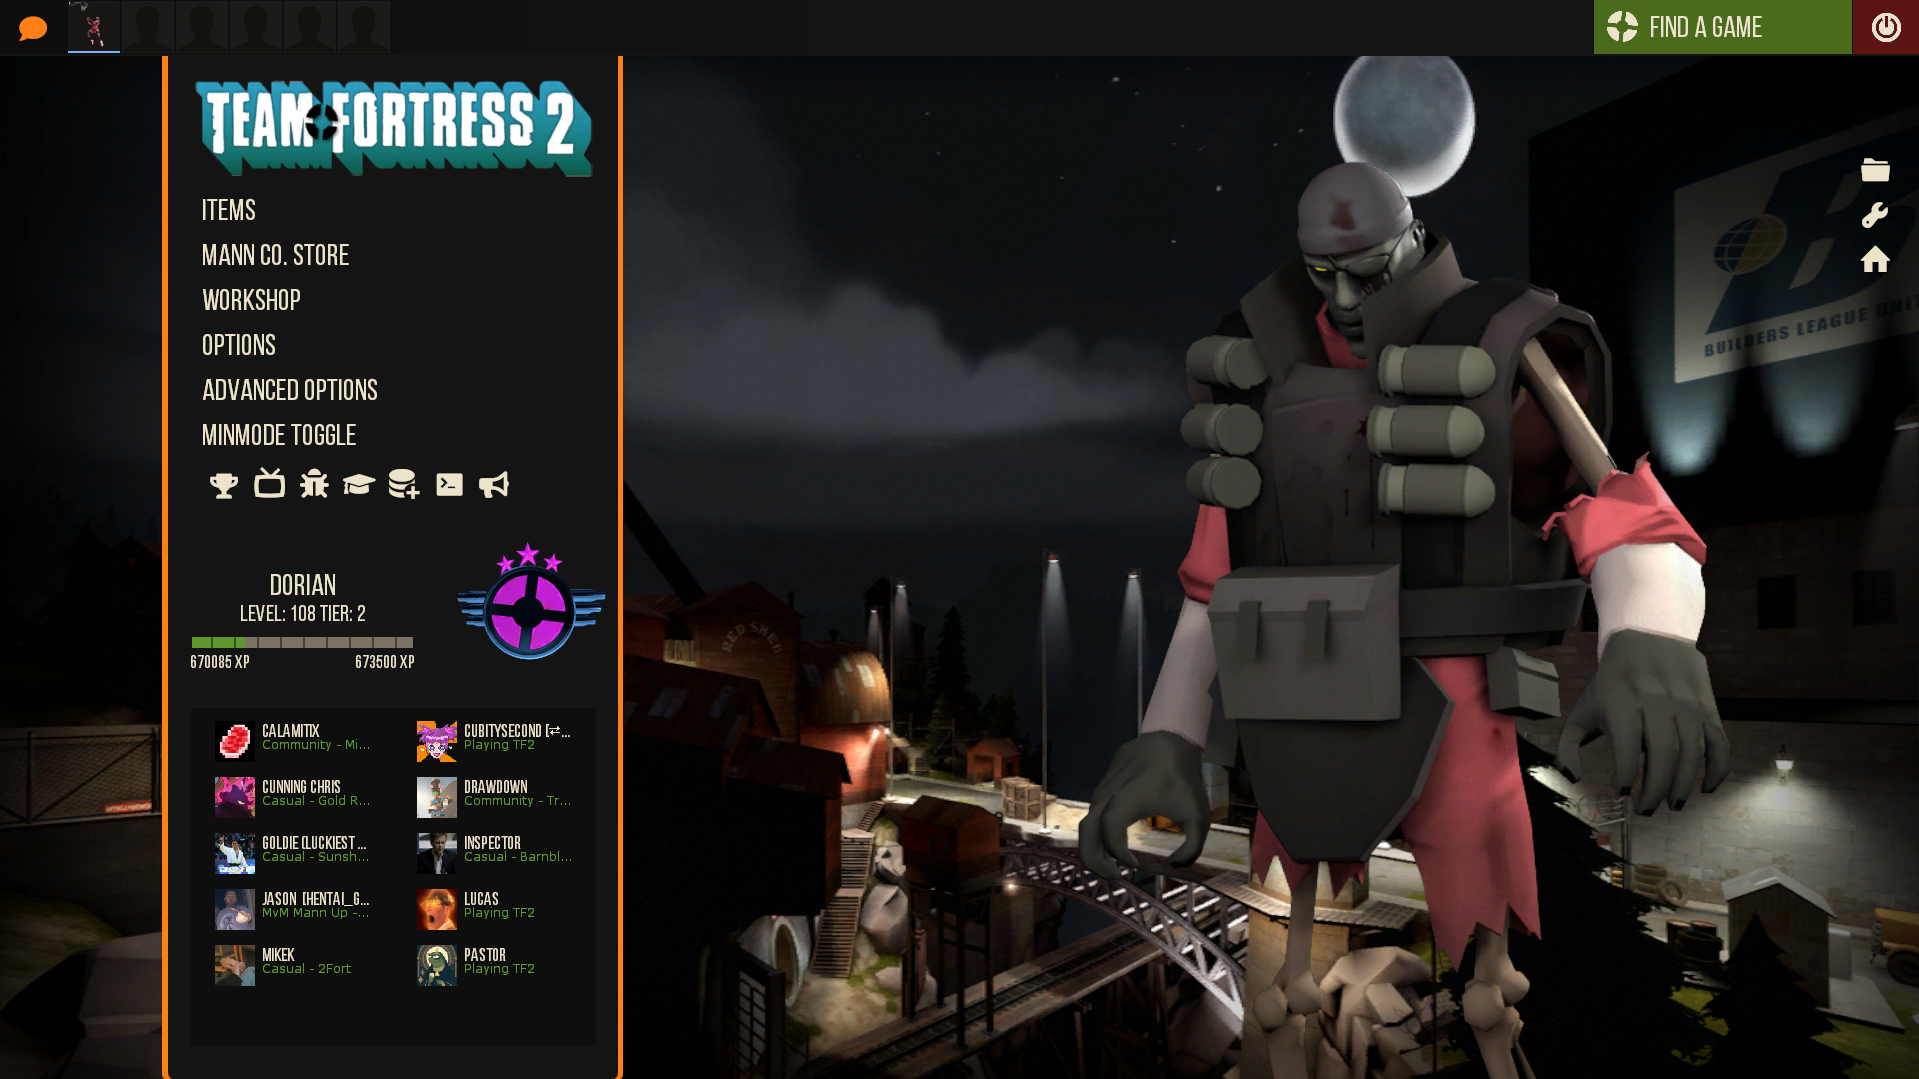 FIND A GAME
TEAM FORTRESS 2
ITEMS
MANN CO. STORE
WORKSHOP
OPTIONS
ADVANCED OPTIONS
MINMODE TOGGLE
DORIAN
LEVEL: 108 TIER: 2
670085 XP
673500 XP
CALAMITIX
Community - Mi...
CUBITYSECOND [⇄...
Playing TF2
CUNNING CHRIS
Casual - Gold R...
DRAWDOWN
Community - Tr...
GOLDIE (LUCKIEST ...
Casual - Sunsh...
INSPECTOR
Casual - Barnbl...
JASON [HENTAI_G...
MvM Mann Up -...
LUCAS
Playing TF2
MIKEK
Casual - 2Fort
PASTOR
Playing TF2
B
BUILDERS LEAGUE UNIT
RED SHED